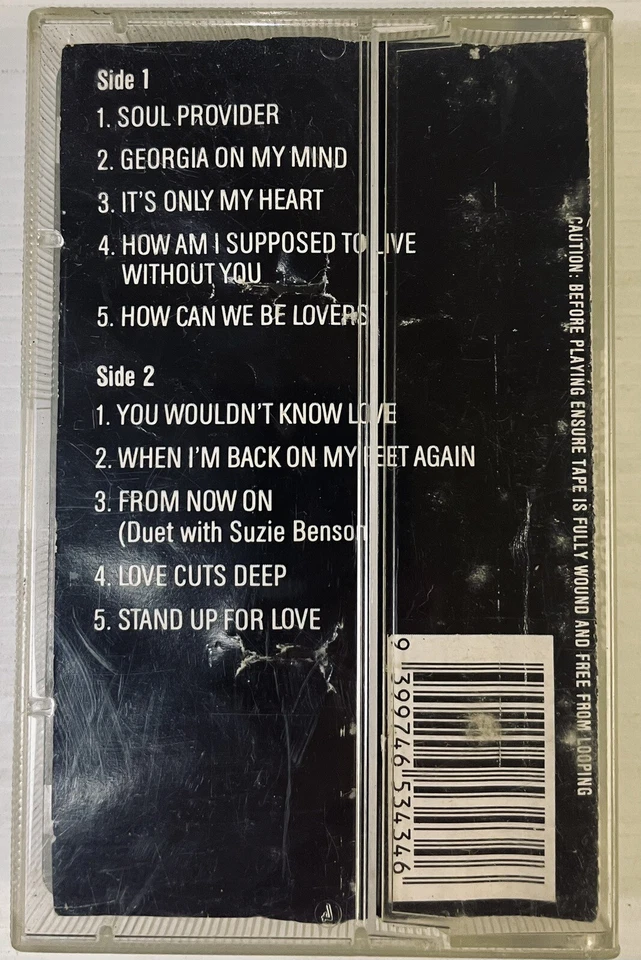 Side 1
1. SOUL PROVIDER
2. GEORGIA ON MY MIND
3. IT'S ONLY MY HEART
4. HOW AM I SUPPOSED TO LIVE
WITHOUT YOU
5. HOW CAN WE BE LOVERS
Side 2
1. YOU WOULDN'T KNOW LOVE
2. WHEN I'M BACK ON MY FEET AGAIN
3. FROM NOW ON
(Duet with Suzie Benson
4. LOVE CUTS DEEP
5. STAND UP FOR LOVE
CAUTION: BEFORE PLAYING ENSURE TAPE IS FULLY WOUND AND FREE FROM LOOPING
9 399746 534346